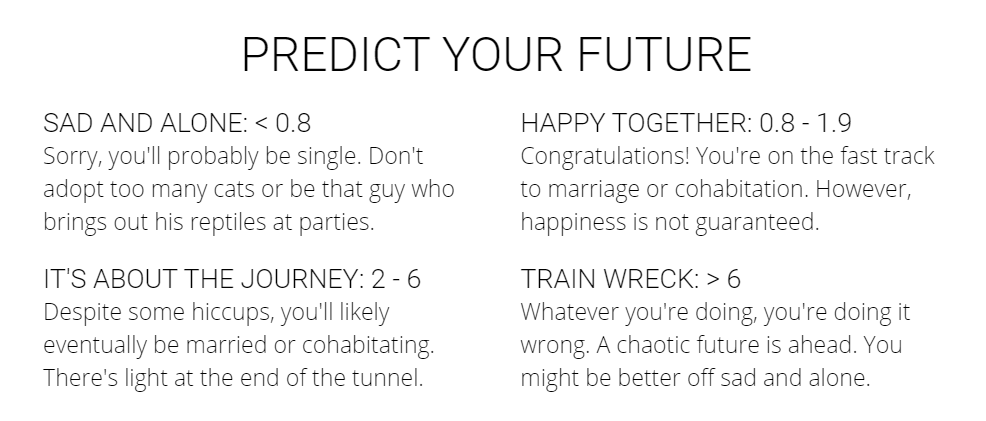 PREDICT YOUR FUTURE
SAD AND ALONE: < 0.8
Sorry, you'll probably be single. Don't
adopt too many cats or be that guy who
brings out his reptiles at parties.
HAPPY TOGETHER: 0.8 - 1.9
Congratulations! You're on the fast track
to marriage or cohabitation. However,
happiness is not guaranteed.
IT'S ABOUT THE JOURNEY: 2 - 6
Despite some hiccups, you'll likely
eventually be married or cohabitating.
There's light at the end of the tunnel.
TRAIN WRECK: > 6
Whatever you're doing, you're doing it
wrong. A chaotic future is ahead. You
might be better off sad and alone.